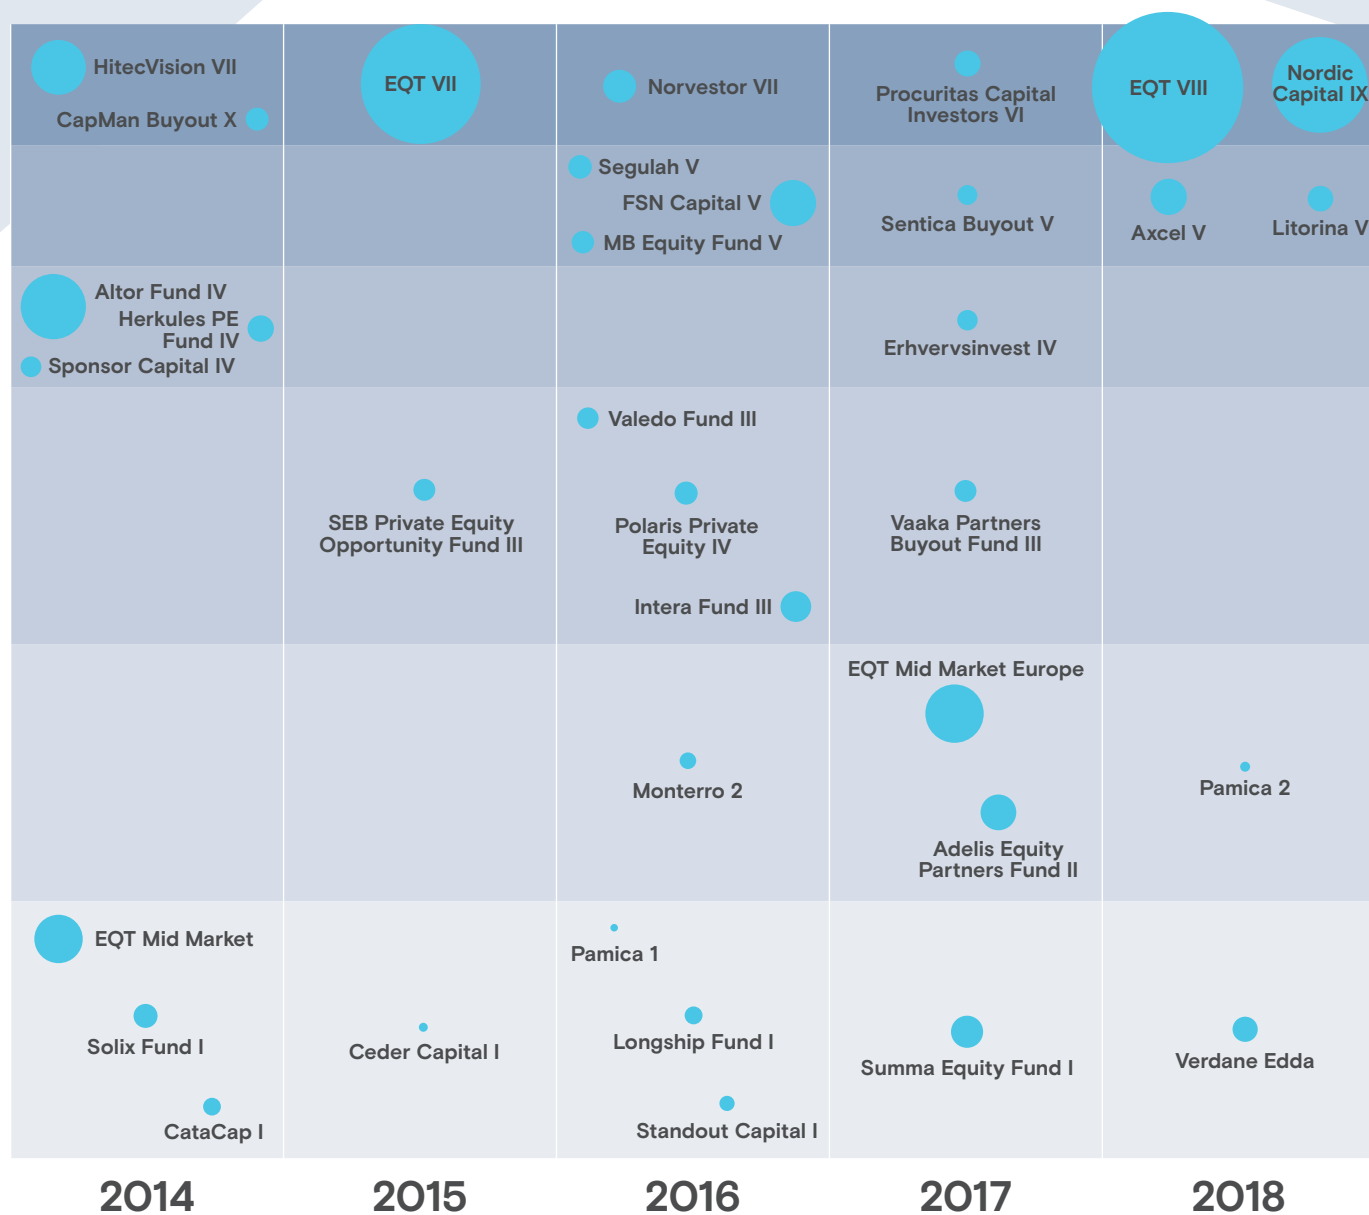 HitecVision VII
CapMan Buyout X
EQT VII
Norvestor VII
Procuritas Capital
Investors VI
EQT VIII
Nordic
Capital IX
Segulah V
FSN Capital V
MB Equity Fund V
Sentica Buyout V
Axcel V
Litorina V
Altor Fund IV
Herkules PE
Fund IV
Sponsor Capital IV
Erhvervsinvest IV
Valedo Fund III
SEB Private Equity
Opportunity Fund III
Polaris Private
Equity IV
Vaaka Partners
Buyout Fund III
Intera Fund III
EQT Mid Market Europe
Monterro 2
Pamica 2
Adelis Equity
Partners Fund II
EQT Mid Market
Pamica 1
Solix Fund I
Ceder Capital I
Longship Fund I
Summa Equity Fund I
Verdane Edda
CataCap I
Standout Capital I
2014
2015
2016
2017
2018